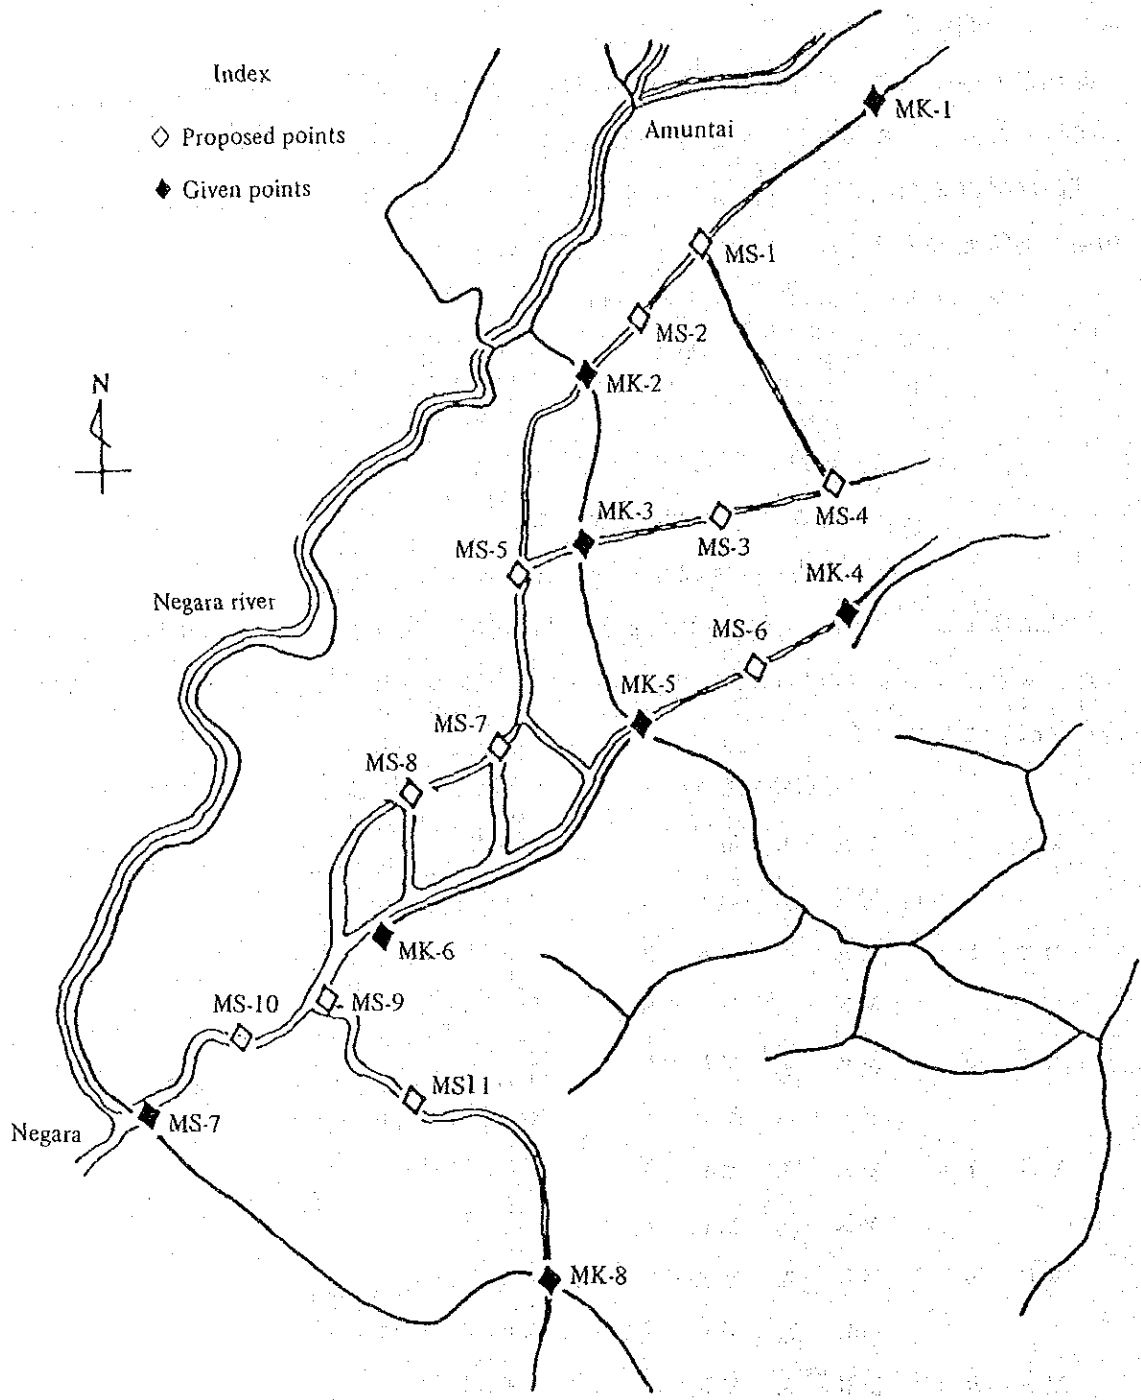 Index
Proposed points
Given points
Amuntai
MK-1
MS-1
MS-2
MK-2
N
MK-3
MS-4
MS-3
MS-5
MK-4
Negara river
MS-6
MK-5
MS-7
MS-8
MK-6
MS-10
MS-9
MS11
MS-7
Negara
MK-8